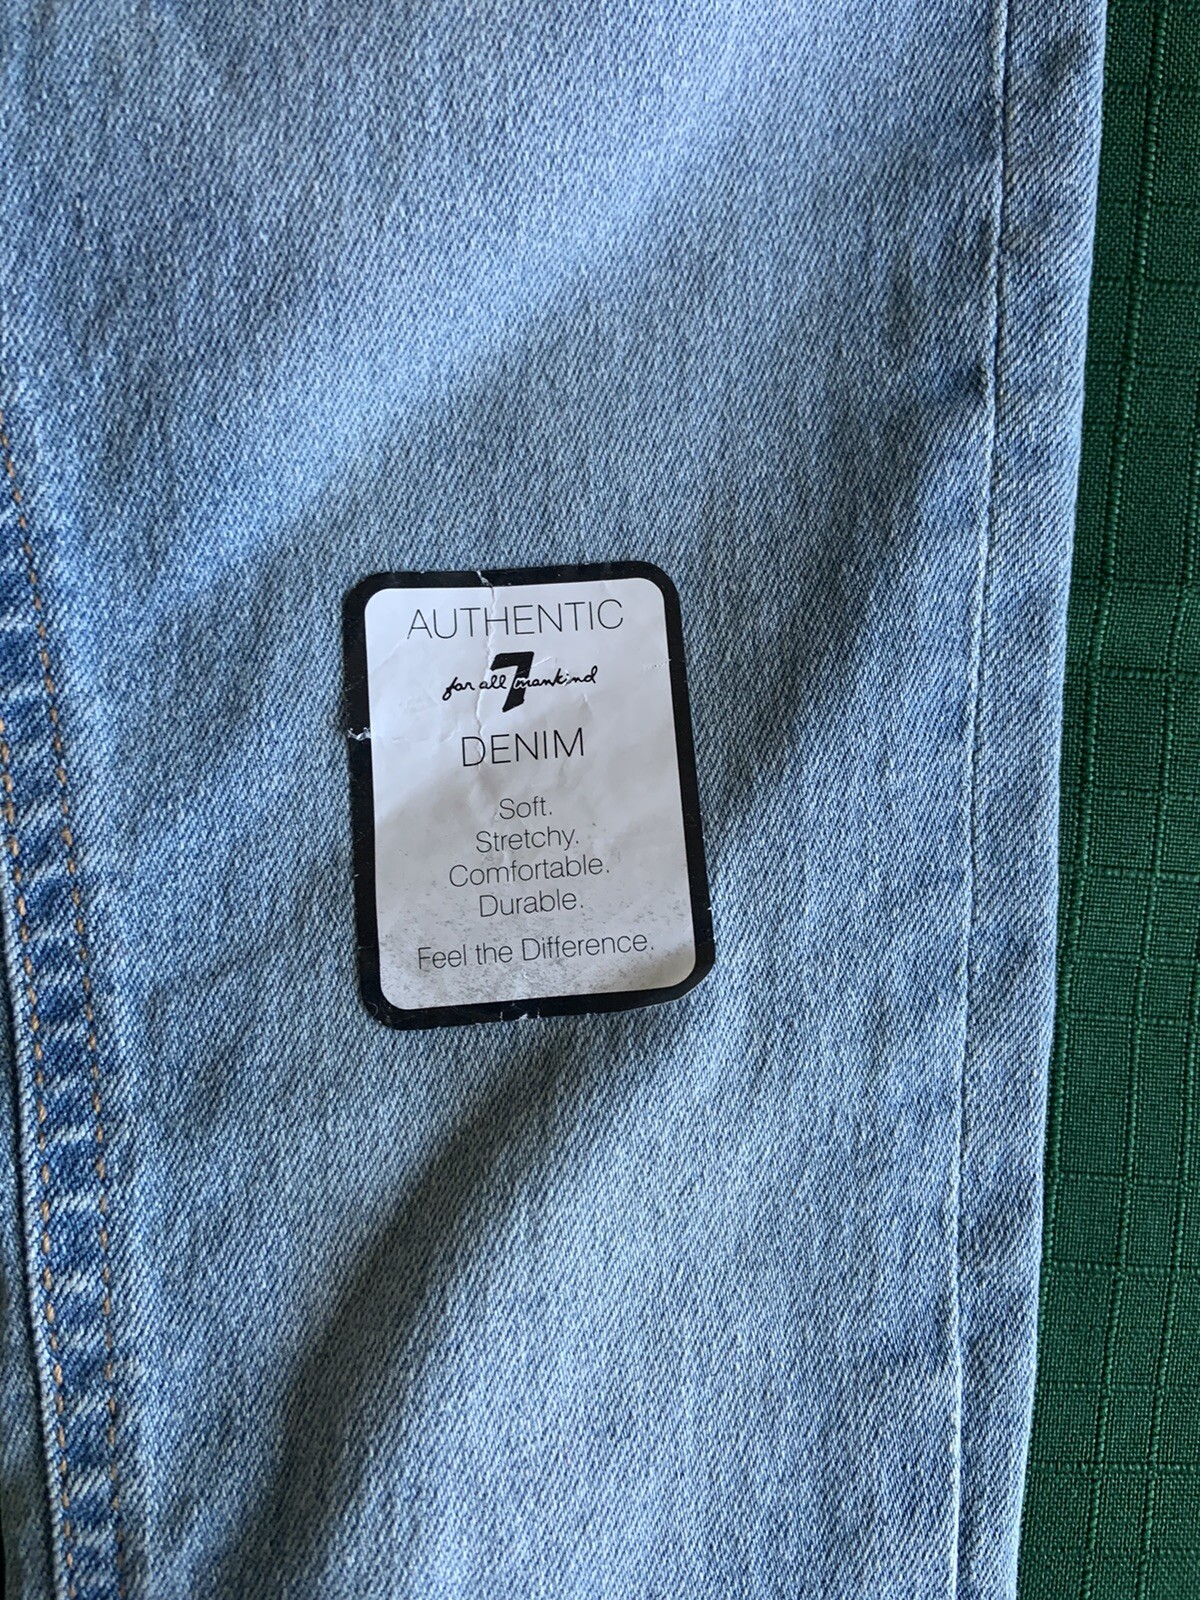 AUTHENTIC
for all 7 mankind
DENIM
Soft.
Stretchy.
Comfortable.
Durable.
Feel the Difference.